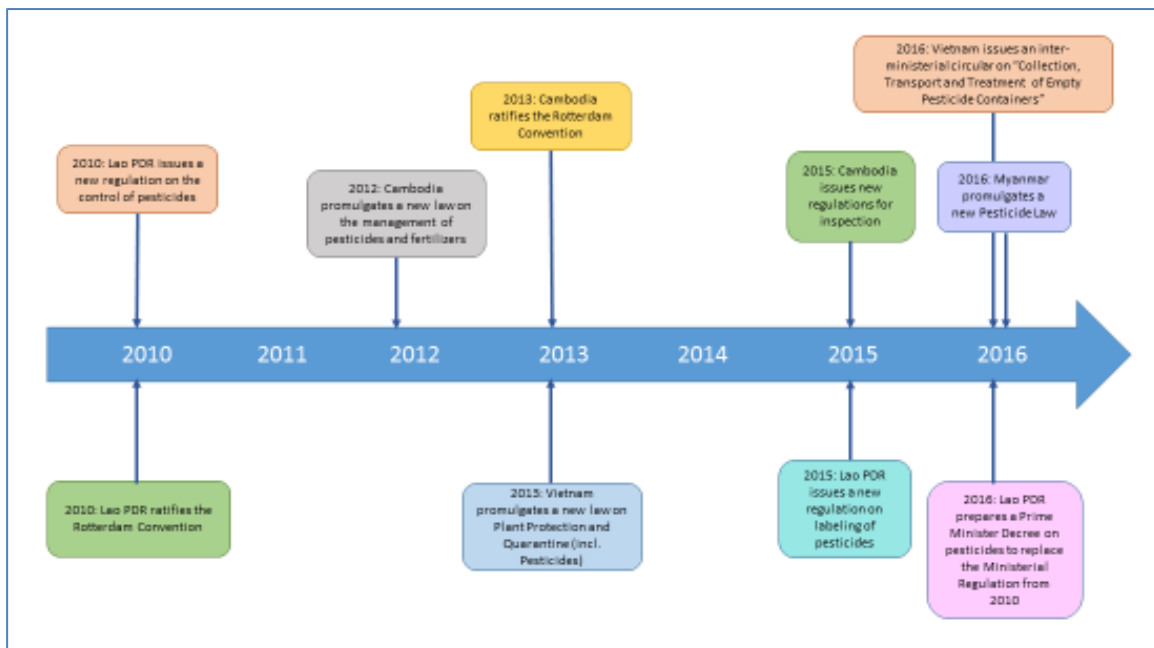 2016: Vietnam issues an inter-
ministerial circular on "Collection,
Transport and Treatment of Empty
Pesticide Containers"
2013: Cambodia
ratifies the Rotterdam
Convention
2010: Lao PDR issues a
new regulation on the
control of pesticides
2012: Cambodia
promulgates a new law on
the management of
pesticides and fertilizers
2015: Cambodia
issues new
regulations for
inspection
2016: Myanmar
promulgates a
new Pesticide Law
2010
2011
2012
2013
2014
2015
2016
2010: Lao PDR ratifies the
Rotterdam Convention
2013: Vietnam
promulgates a new law on
Plant Protection and
Quarantine (incl.
Pesticides)
2015: Lao PDR
issues a new
regulation on
labeling of
pesticides
2016: Lao PDR
prepares a Prime
Minister Decree on
pesticides to replace
the Ministerial
Regulation from
2010